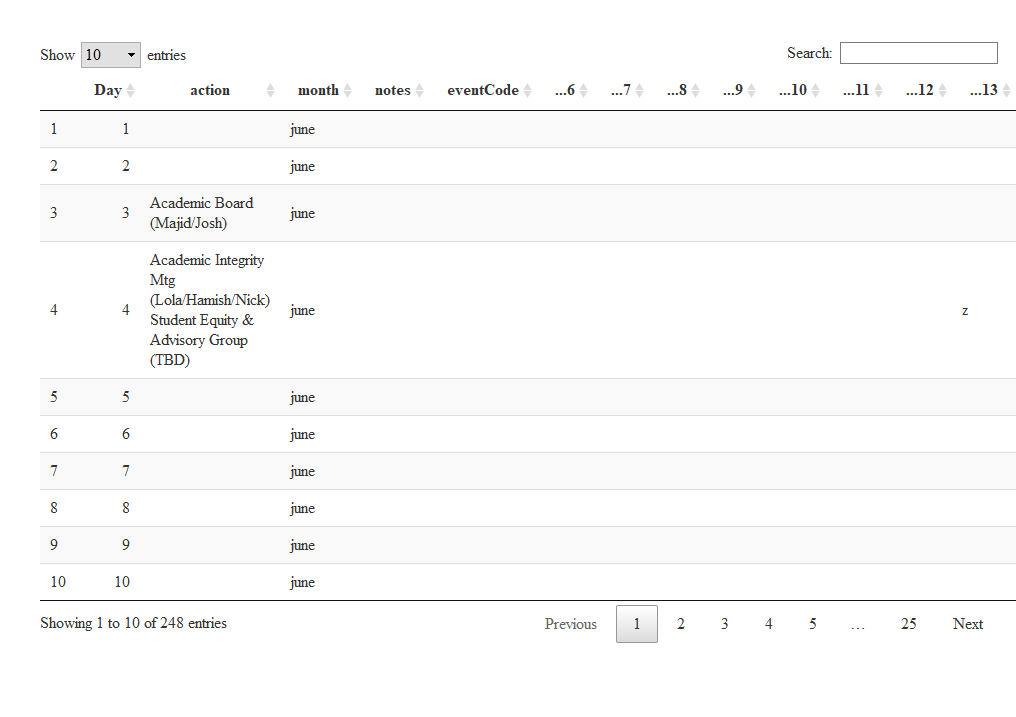 Show 10 entries Search:
Day action month notes eventCode ...6 ...7 ...8 ...9 ...10 ...11 ...12 ...13
1 1 june
2 2 june
3 3 Academic Board (Majid/Josh) june
4 4 Academic Integrity Mtg (Lola/Hamish/Nick) Student Equity & Advisory Group (TBD) june z
5 5 june
6 6 june
7 7 june
8 8 june
9 9 june
10 10 june
Showing 1 to 10 of 248 entries Previous 1 2 3 4 5 … 25 Next